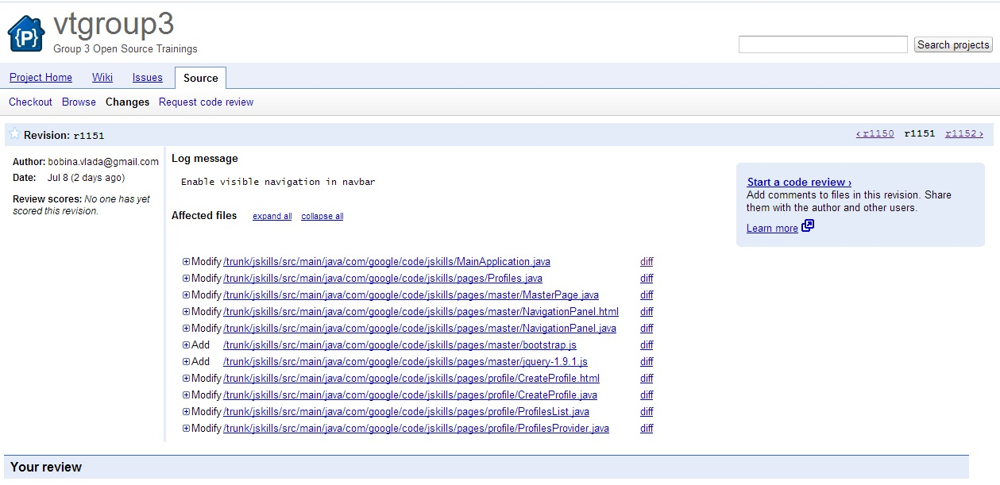 {P}
vtgroup3
Group 3 Open Source Trainings
Search projects
Project Home Wiki Issues Source
Checkout Browse Changes Request code review
Revision: r1151 ‹ r1150 r1151 r1152 ›
Author: bobina.vlada@gmail.com
Date: Jul 8 (2 days ago)
Review scores: No one has yet
scored this revision.
Log message
Enable visible navigation in navbar
Affected files expand all collapse all
Start a code review ›
Add comments to files in this revision. Share
them with the author and other users.
Learn more
Modify /trunk/jskills/src/main/java/com/google/code/jskills/MainApplication.java diff
Modify /trunk/jskills/src/main/java/com/google/code/jskills/pages/Profiles.java diff
Modify /trunk/jskills/src/main/java/com/google/code/jskills/pages/master/MasterPage.java diff
Modify /trunk/jskills/src/main/java/com/google/code/jskills/pages/master/NavigationPanel.html diff
Modify /trunk/jskills/src/main/java/com/google/code/jskills/pages/master/NavigationPanel.java diff
Add /trunk/jskills/src/main/java/com/google/code/jskills/pages/master/bootstrap.js diff
Add /trunk/jskills/src/main/java/com/google/code/jskills/pages/master/jquery-1.9.1.js diff
Modify /trunk/jskills/src/main/java/com/google/code/jskills/pages/profile/CreateProfile.html diff
Modify /trunk/jskills/src/main/java/com/google/code/jskills/pages/profile/CreateProfile.java diff
Modify /trunk/jskills/src/main/java/com/google/code/jskills/pages/profile/ProfilesList.java diff
Modify /trunk/jskills/src/main/java/com/google/code/jskills/pages/profile/ProfilesProvider.java diff
Your review